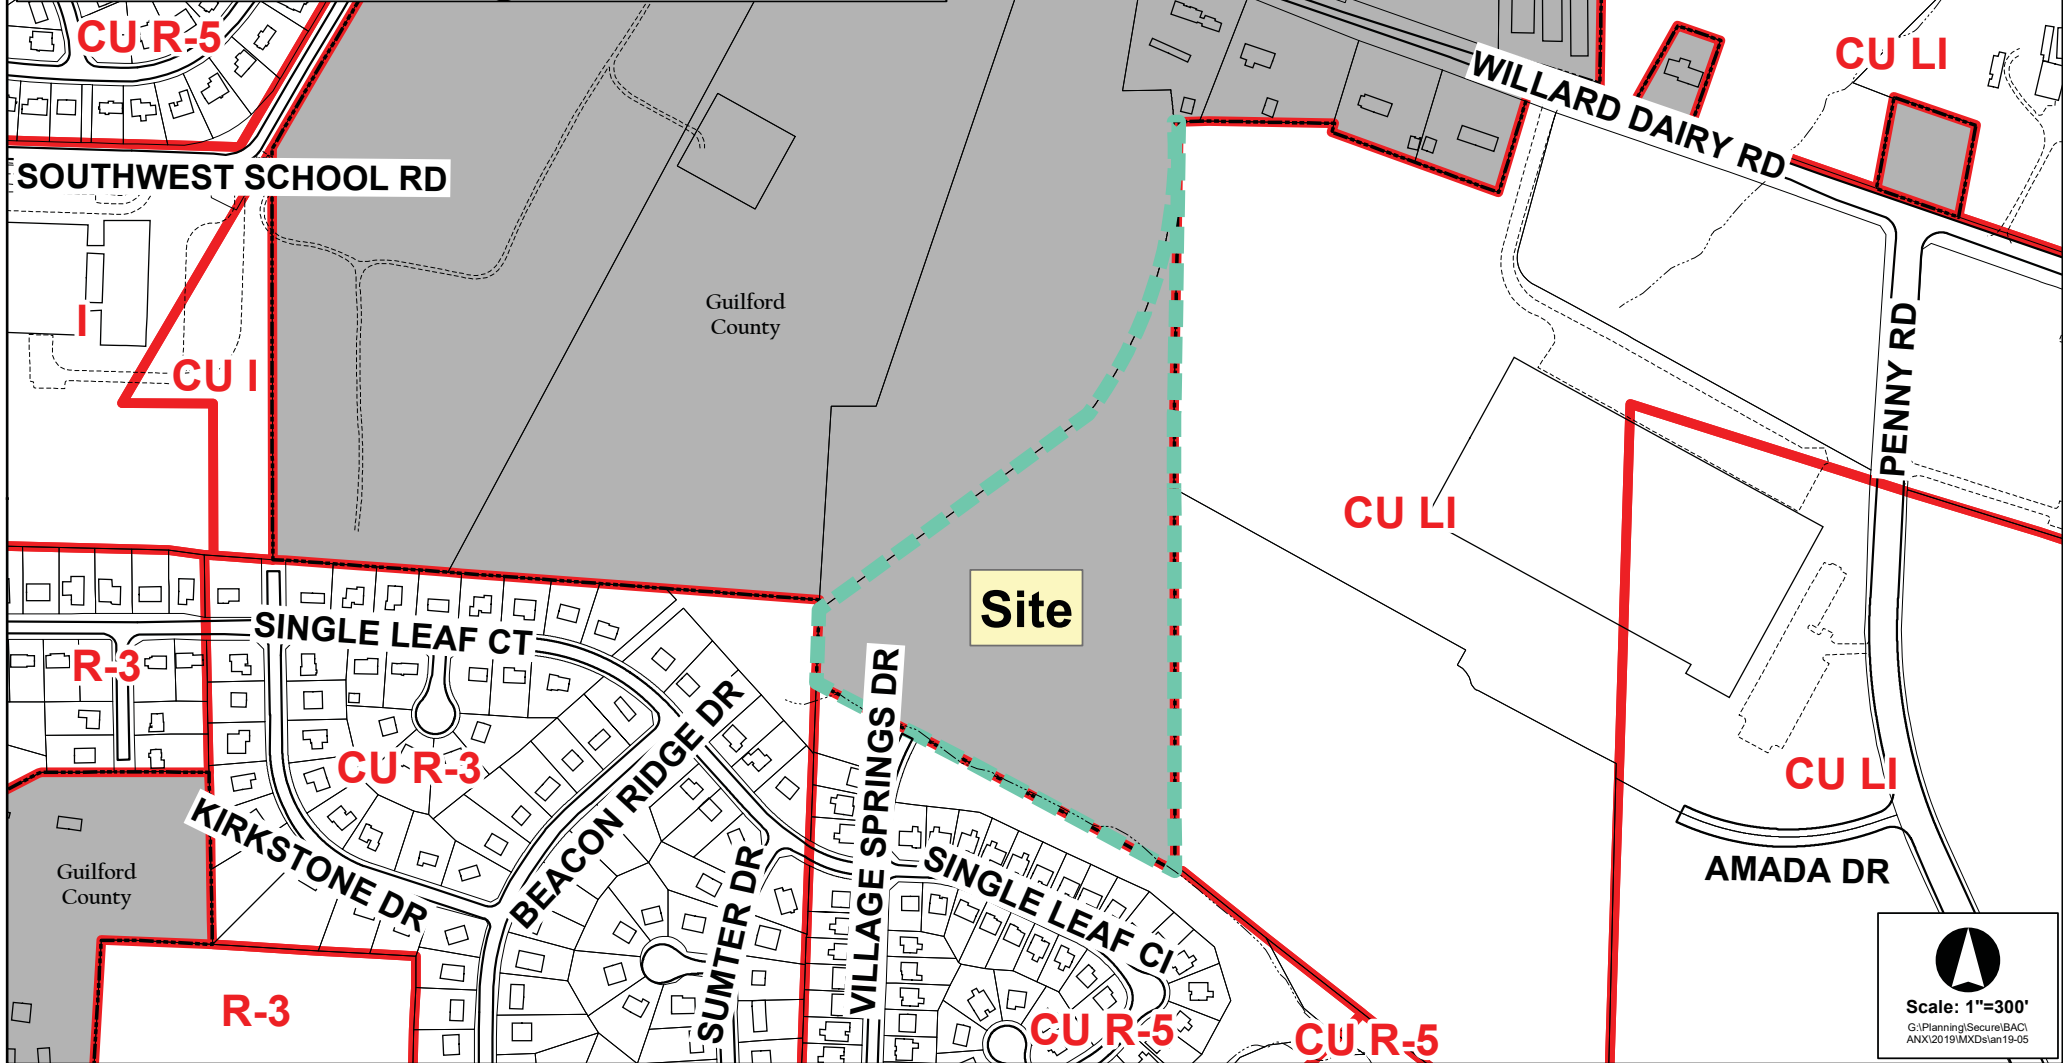 CU R-5
CU LI
WILLARD DAIRY RD
SOUTHWEST SCHOOL RD
Guilford
County
I
CU I
PENNY RD
CU LI
Site
SINGLE LEAF CT
R-3
CU R-3
BEACON RIDGE DR
VILLAGE SPRINGS DR
CU LI
KIRKSTONE DR
AMADA DR
Guilford
County
SUMTER DR
SINGLE LEAF CI
R-3
CU R-5
CU R-5
Scale: 1"=300'
G:\Planning\Secure\BAC\
ANX\2019\MXDs\an19-05